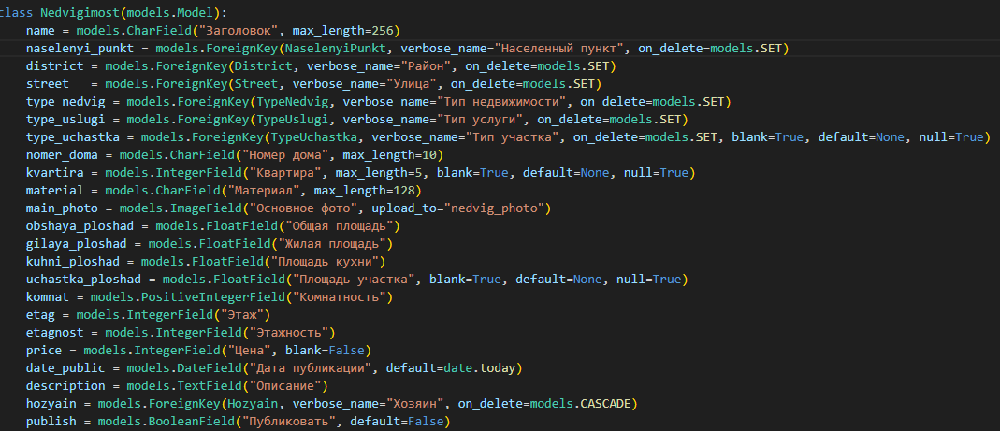 class Nedvigimost(models.Model):
    name = models.CharField("Заголовок", max_length=256)
    naselenyi_punkt = models.ForeignKey(NaselenyiPunkt, verbose_name="Населенный пункт", on_delete=models.SET)
    district = models.ForeignKey(District, verbose_name="Район", on_delete=models.SET)
    street   = models.ForeignKey(Street, verbose_name="Улица", on_delete=models.SET)
    type_nedvig = models.ForeignKey(TypeNedvig, verbose_name="Тип недвижимости", on_delete=models.SET)
    type_uslugi = models.ForeignKey(TypeUslugi, verbose_name="Тип услуги", on_delete=models.SET)
    type_uchastka = models.ForeignKey(TypeUchastka, verbose_name="Тип участка", on_delete=models.SET, blank=True, default=None, null=True)
    nomer_doma = models.CharField("Номер дома", max_length=10)
    kvartira = models.IntegerField("Квартира", max_length=5, blank=True, default=None, null=True)
    material = models.CharField("Материал", max_length=128)
    main_photo = models.ImageField("Основное фото", upload_to="nedvig_photo")
    obshaya_ploshad = models.FloatField("Общая площадь")
    gilaya_ploshad = models.FloatField("Жилая площадь")
    kuhni_ploshad = models.FloatField("Площадь кухни")
    uchastka_ploshad = models.FloatField("Площадь участка", blank=True, default=None, null=True)
    komnat = models.PositiveIntegerField("Комнатность")
    etag = models.IntegerField("Этаж")
    etagnost = models.IntegerField("Этажность")
    price = models.IntegerField("Цена", blank=False)
    date_public = models.DateField("Дата публикации", default=date.today)
    description = models.TextField("Описание")
    hozyain = models.ForeignKey(Hozyain, verbose_name="Хозяин", on_delete=models.CASCADE)
    publish = models.BooleanField("Публиковать", default=False)